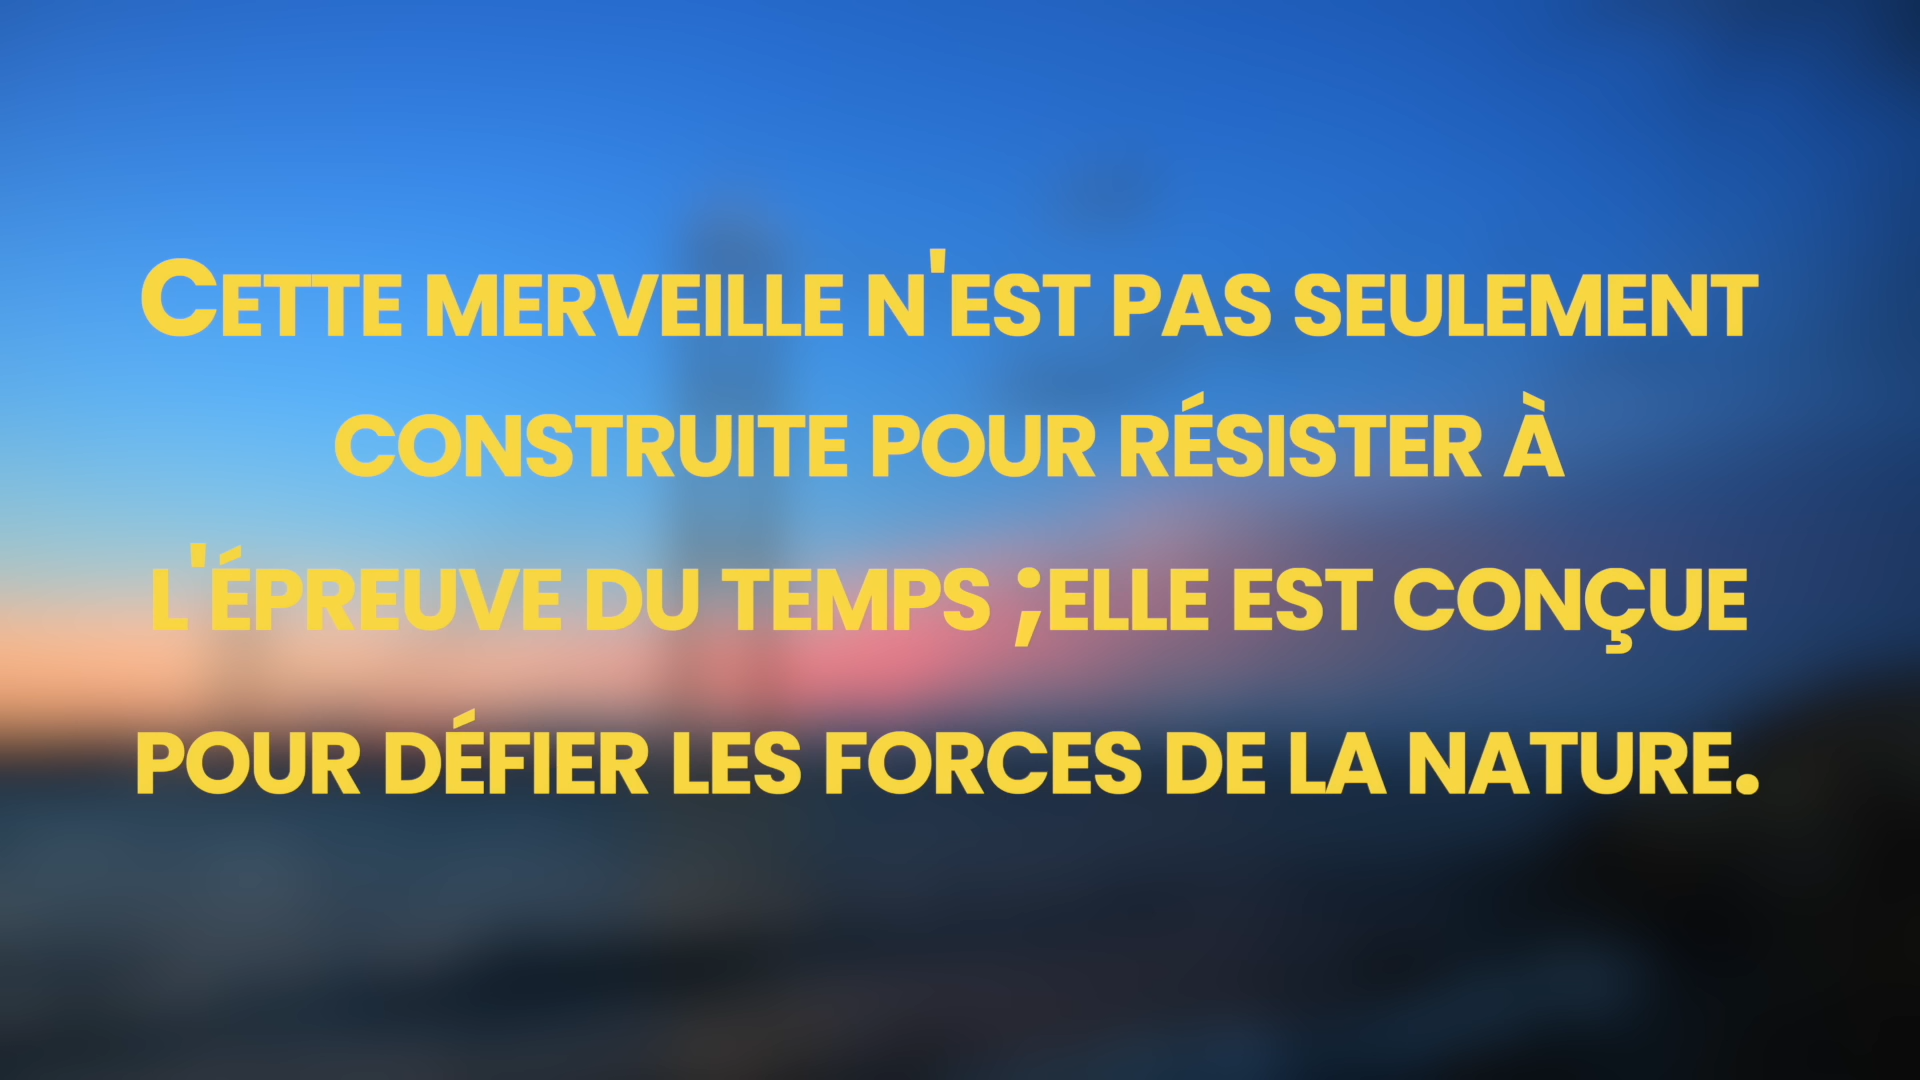 Cette merveille n'est pas seulement
construite pour résister à
l'épreuve du temps ;elle est conçue
pour défier les forces de la nature.